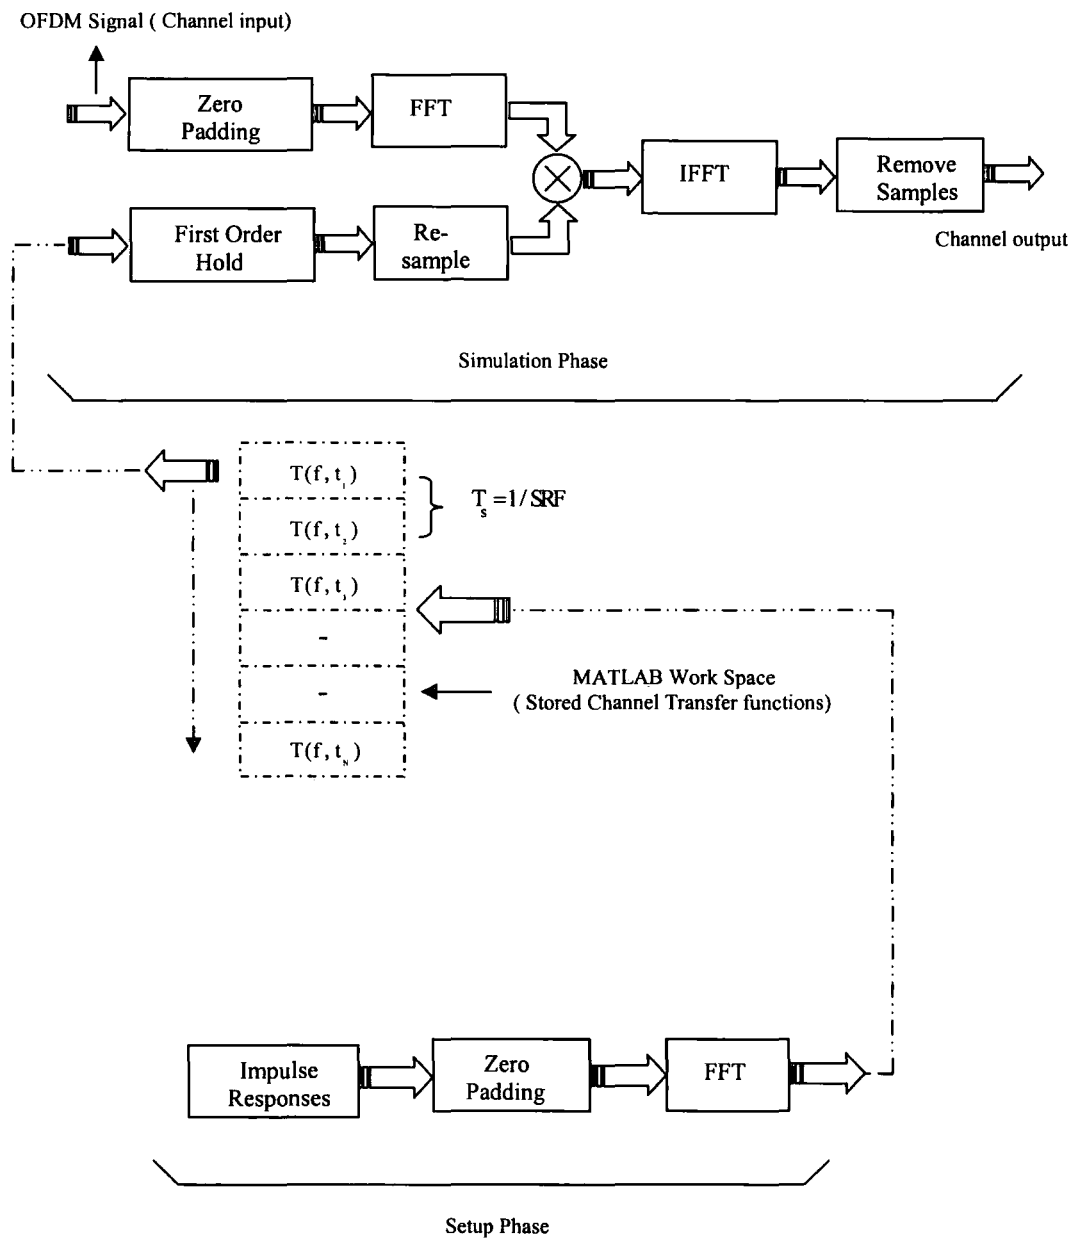 OFDM Signal ( Channel input)
Zero
Padding
FFT
IFFT
Remove
Samples
First Order
Hold
Re-
sample
Channel output
Simulation Phase
T(f, t₁)
T(f, t₂)
Tₛ=1/ SRF
T(f, t₃)
-
-
T(f, t_N)
MATLAB Work Space
( Stored Channel Transfer functions)
Impulse
Responses
Zero
Padding
FFT
Setup Phase